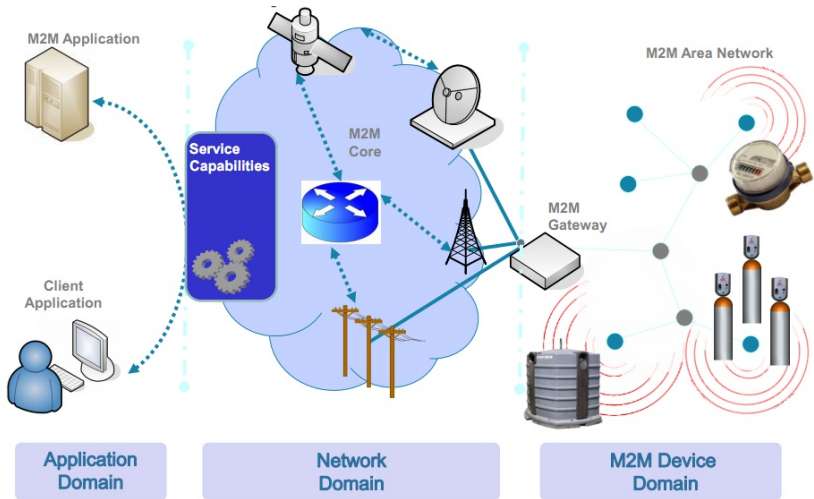 M2M Application
M2M Area Network
M2M
Core
Service
Capabilities
M2M
Gateway
Client
Application
Application
Domain
Network
Domain
M2M Device
Domain